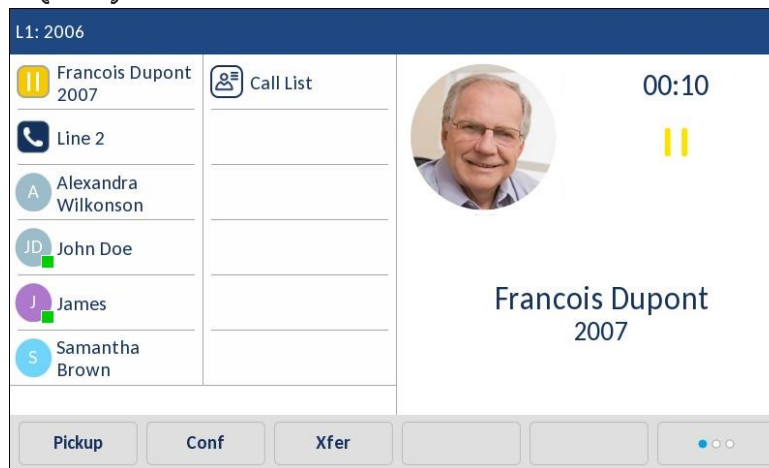 L1: 2006
Francois Dupont
2007
Line 2
A
Alexandra
Wilkonson
JD
John Doe
J
James
S
Samantha
Brown
Call List
00:10
Francois Dupont
2007
Pickup
Conf
Xfer